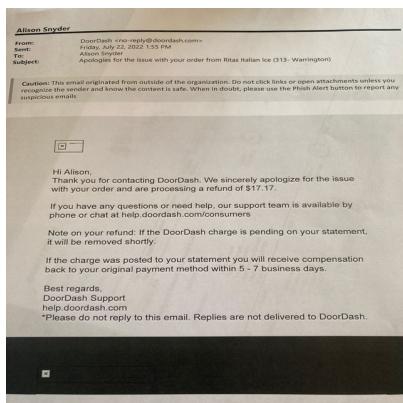 Alison Snyder
From: DoorDash <no-reply@doordash.com>
Sent: Friday, July 22, 2022 1:55 PM
To: Alison Snyder
Subject: Apologies for the issue with your order from Ritas Italian Ice (313- Warrington)
Caution: This email originated from outside of the organization. Do not click links or open attachments unless you
recognize the sender and know the content is safe. When in doubt, please use the Phish Alert button to report any
suspicious emails
Hi Alison,
Thank you for contacting DoorDash. We sincerely apologize for the issue
with your order and are processing a refund of $17.17.
If you have any questions or need help, our support team is available by
phone or chat at help.doordash.com/consumers
Note on your refund: If the DoorDash charge is pending on your statement,
it will be removed shortly.
If the charge was posted to your statement you will receive compensation
back to your original payment method within 5 - 7 business days.
Best regards,
DoorDash Support
help.doordash.com
*Please do not reply to this email. Replies are not delivered to DoorDash.